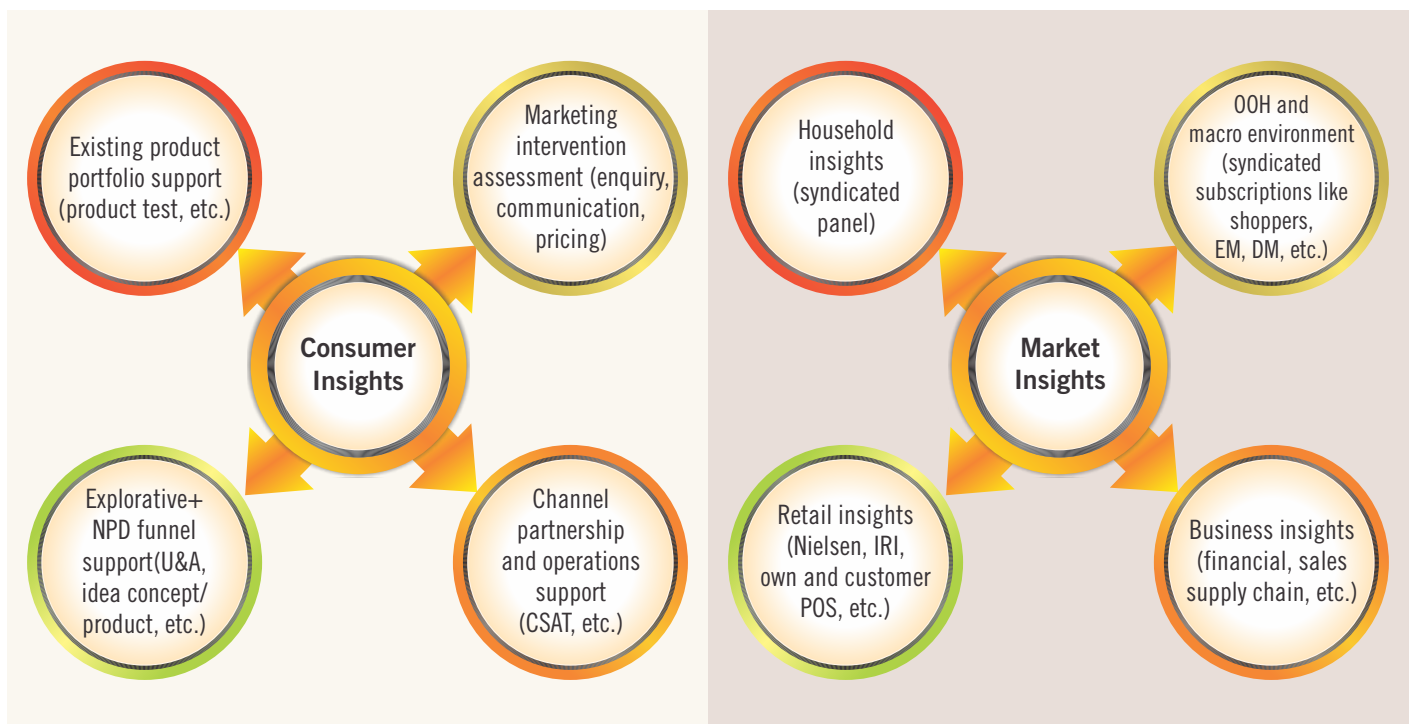 Existing product
portfolio support
(product test, etc.)
Marketing
intervention
assessment (enquiry,
communication,
pricing)
Consumer
Insights
Explorative+
NPD funnel
support(U&A,
idea concept/
product, etc.)
Channel
partnership
and operations
support
(CSAT, etc.)
Household
insights
(syndicated
panel)
OOH and
macro environment
(syndicated
subscriptions like
shoppers,
EM, DM, etc.)
Market
Insights
Retail insights
(Nielsen, IRI,
own and customer
POS, etc.)
Business insights
(financial, sales
supply chain, etc.)